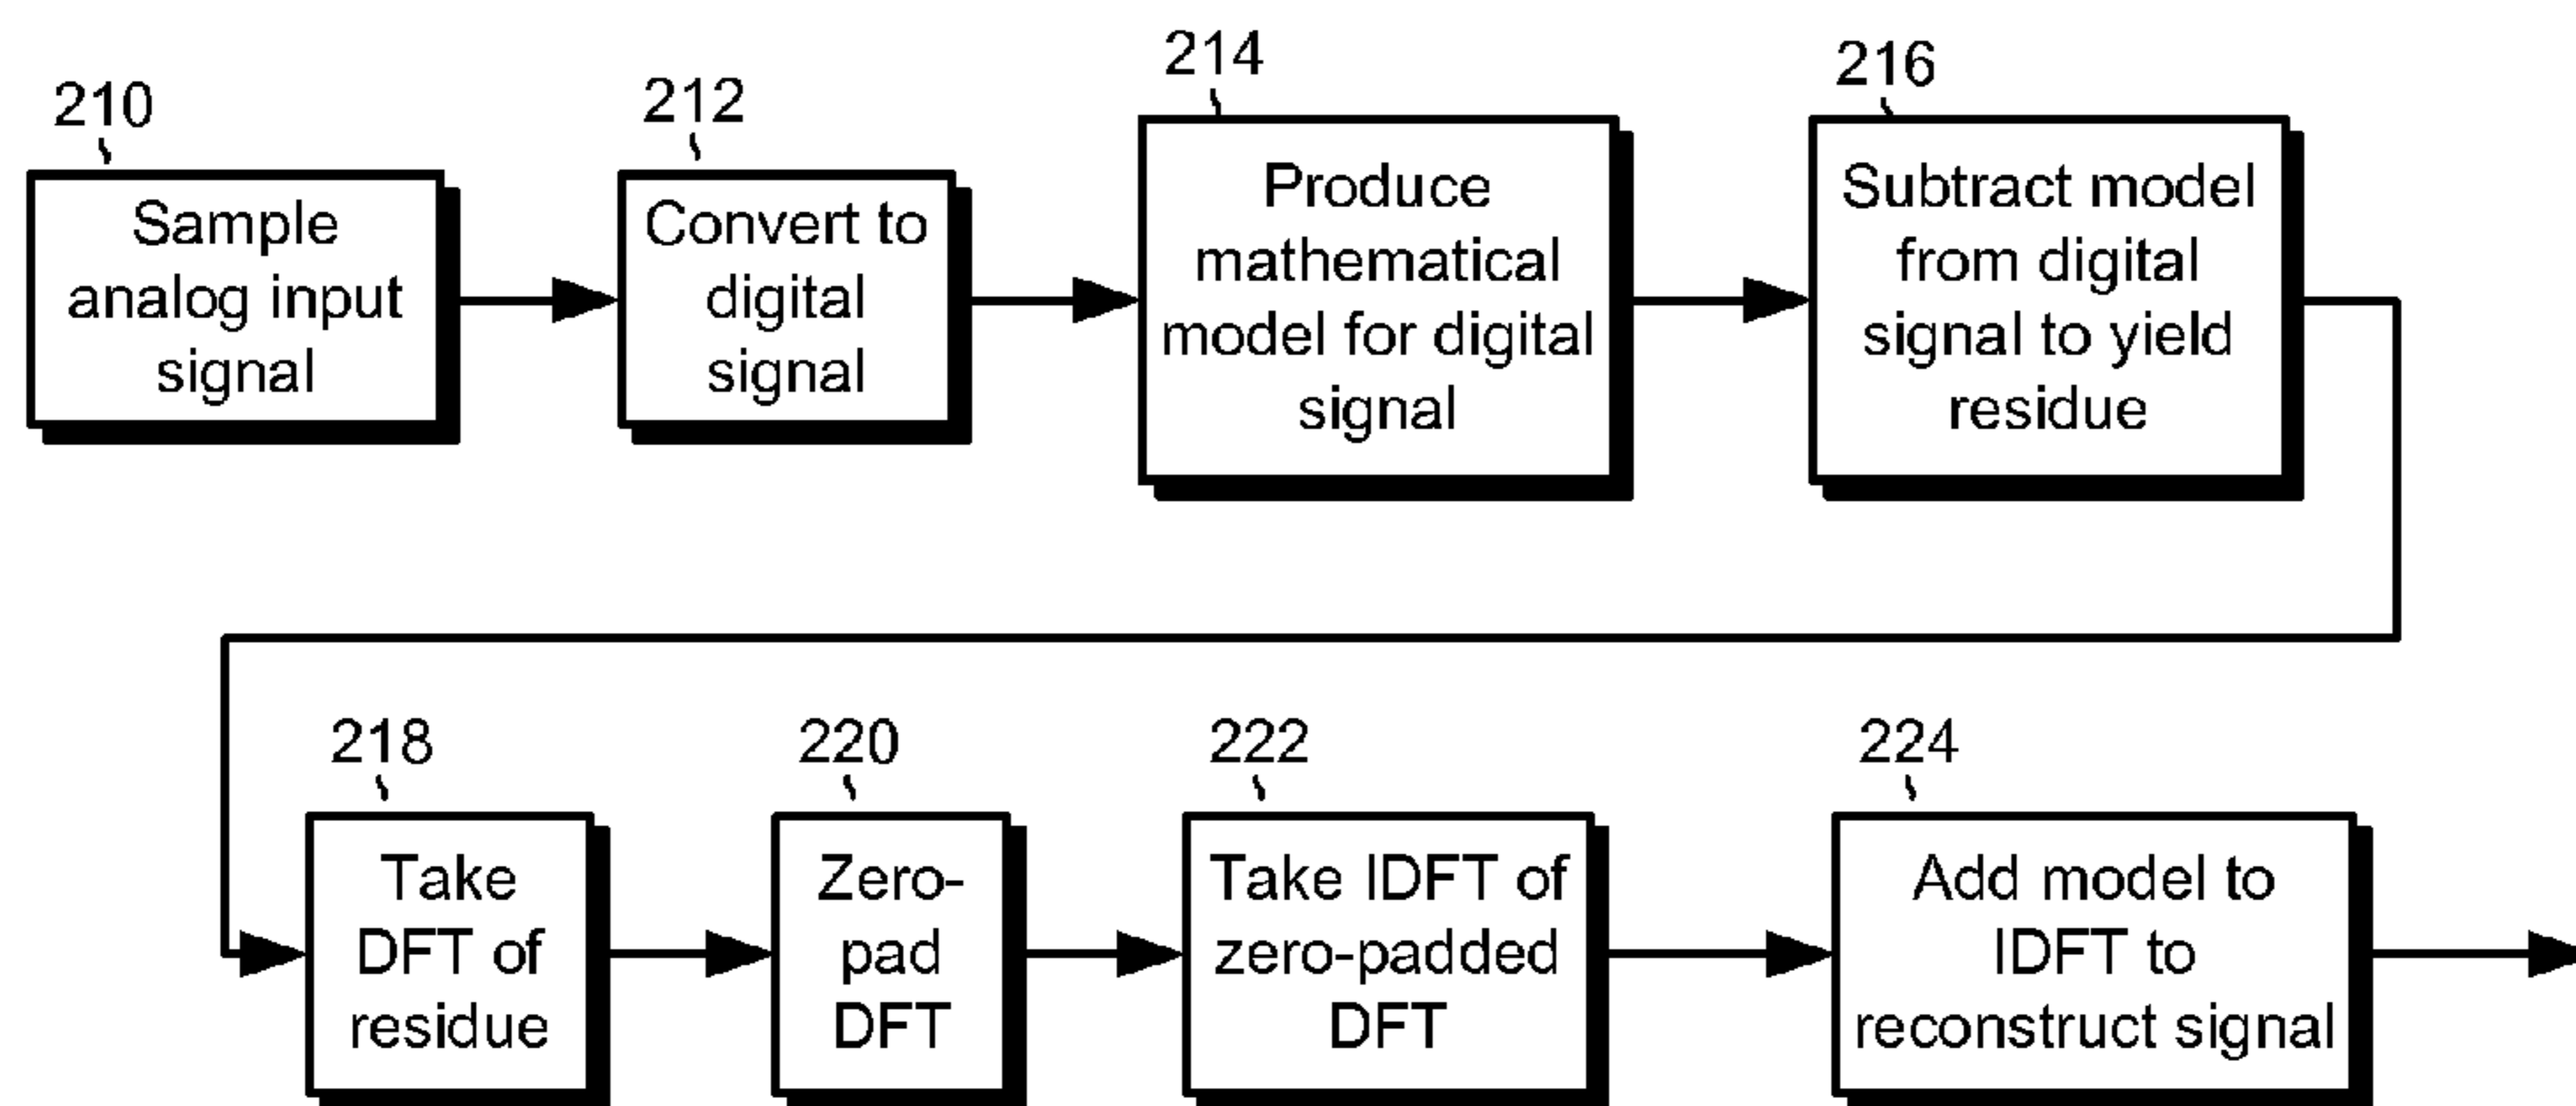 210
Sample
analog input
signal
212
Convert to
digital
signal
214
Produce
mathematical
model for digital
signal
216
Subtract model
from digital
signal to yield
residue
218
Take
DFT of
residue
220
Zero-
pad
DFT
222
Take IDFT of
zero-padded
DFT
224
Add model to
IDFT to
reconstruct signal